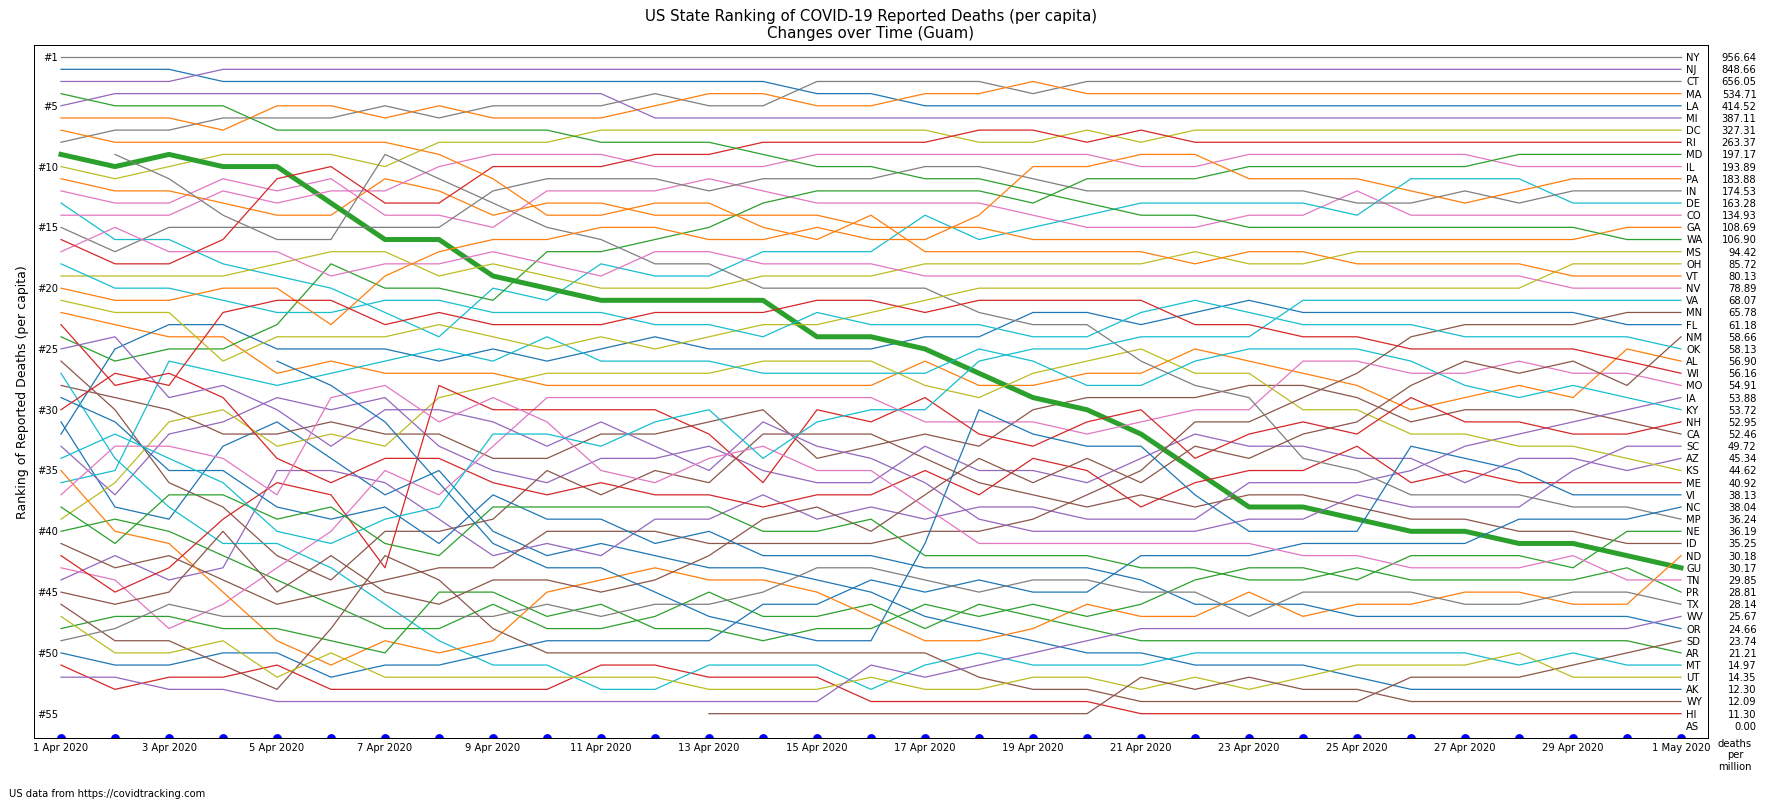 US State Ranking of COVID-19 Reported Deaths (per capita)
Changes over Time (Guam)
Ranking of Reported Deaths (per capita)
#1
#5
#10
#15
#20
#25
#30
#35
#40
#45
#50
#55
NY 956.64
NJ 848.66
CT 656.05
MA 534.71
LA 414.52
MI 387.11
DC 327.31
RI 263.37
MD 197.17
IL 193.89
PA 183.88
IN 174.53
DE 163.28
CO 134.93
GA 108.69
WA 106.90
MS 94.42
OH 85.72
VT 80.13
NV 78.89
VA 68.07
MN 65.78
FL 61.18
NM 58.66
OK 58.13
AL 56.90
WI 56.16
MO 54.91
IA 53.88
KY 53.72
NH 52.95
CA 52.46
SC 49.72
AZ 45.34
KS 44.62
ME 40.92
VI 38.13
NC 38.04
MP 36.24
NE 36.19
ID 35.25
ND 30.18
GU 30.17
TN 29.85
PR 28.81
TX 28.14
WV 25.67
OR 24.66
SD 23.74
AR 21.21
MT 14.97
UT 14.35
AK 12.30
WY 12.09
HI 11.30
AS 0.00
1 Apr 2020 3 Apr 2020 5 Apr 2020 7 Apr 2020 9 Apr 2020 11 Apr 2020 13 Apr 2020 15 Apr 2020 17 Apr 2020 19 Apr 2020 21 Apr 2020 23 Apr 2020 25 Apr 2020 27 Apr 2020 29 Apr 2020 1 May 2020
deaths
per
million
US data from https://covidtracking.com